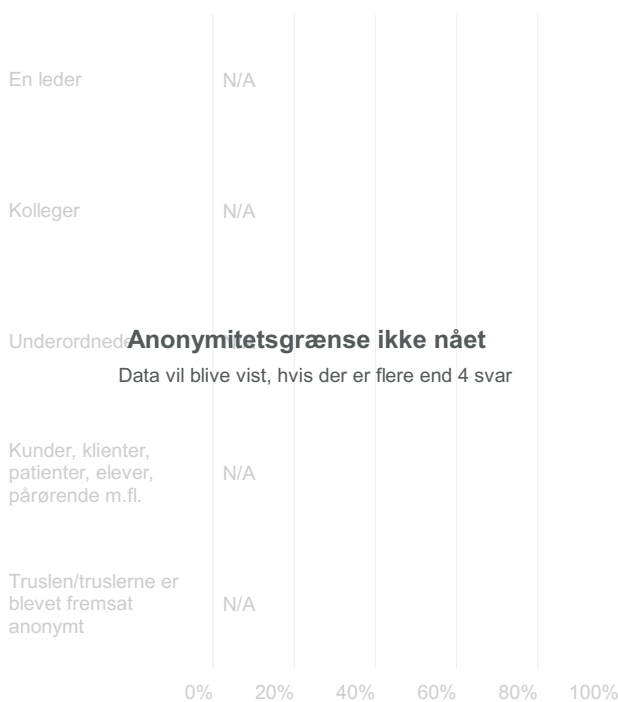 En leder
N/A
Kolleger
N/A
Underordnede
N/A
Anonymitetsgrænse ikke nået
Data vil blive vist, hvis der er flere end 4 svar
Kunder, klienter,
patienter, elever,
pårørende m.fl.
N/A
Truslen/truslerne er
blevet fremsat
anonymt
N/A
0% 20% 40% 60% 80% 100%